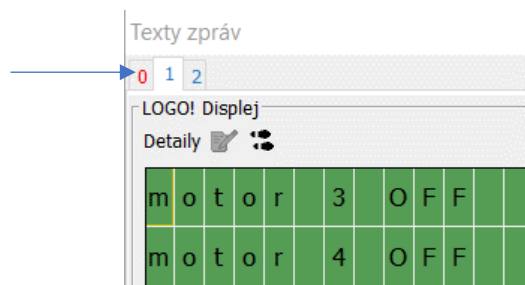 Texty zpráv
0 1 2
LOGO! Displej
Detaily
motor 3 OFF
motor 4 OFF